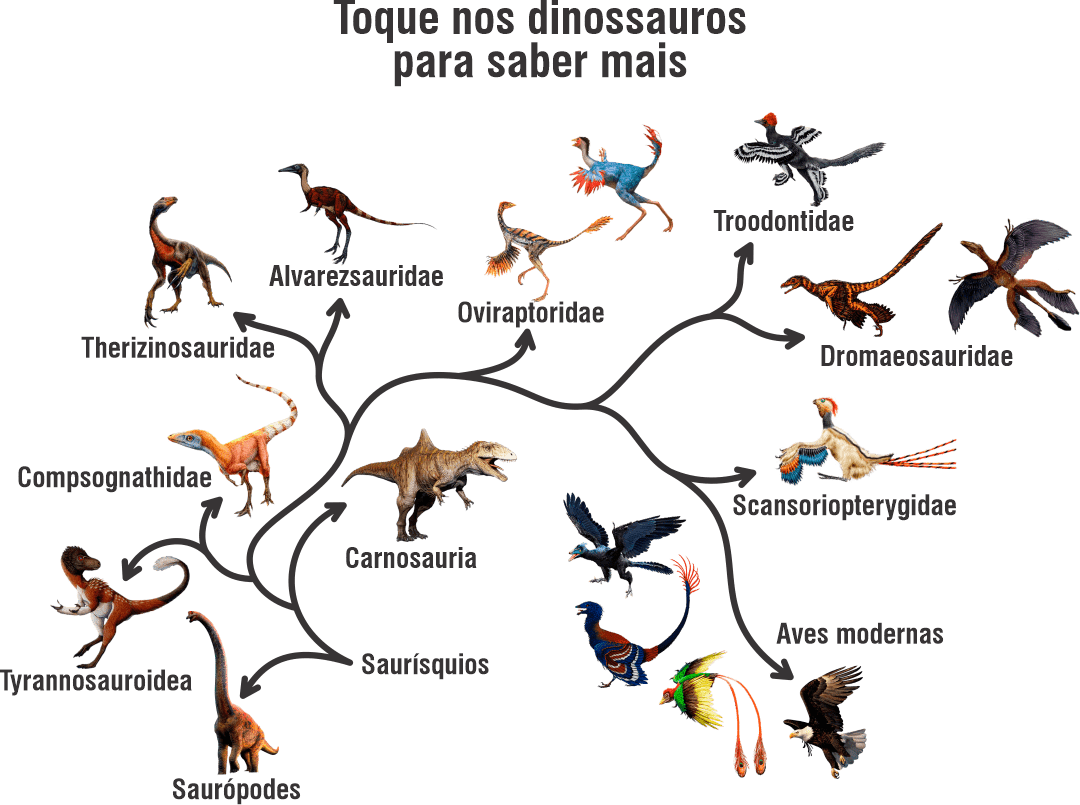 Toque nos dinossauros
para saber mais
Troodontidae
Alvarezsauridae
Oviraptoridae
Therizinosauridae
Dromaeosauridae
Compsognathidae
Scansoriopterygidae
Carnosauria
Aves modernas
Saurísquios
Tyrannosauroidea
Saurópodes